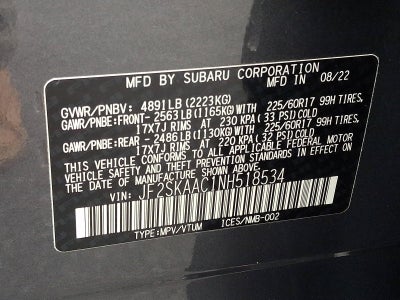 MFD BY SUBARU CORPORATION MFD IN 08/22
GVWR/PNBV: 4891LB (2223KG)
GAWR/PNBE:FRONT- 2563LB(1165KG)WITH 225/60R17 99H TIRES,
17x7J RIMS AT 230 KPA(33 PSI)COLD
GAWR/PNBE:REAR - 2486LB(1130KG)WITH 225/60R17 99H TIRES,
17x7J RIMS AT 220 KPA(32 PSI)COLD
THIS VEHICLE CONFORMS TO ALL APPLICABLE FEDERAL MOTOR
VEHICLE SAFETY AND THEFT PREVENTION STANDARDS IN EFFECT ON
THE DATE OF MANUFACTURE SHOWN ABOVE.
VIN: JF2SKAAC1NH518534
TYPE:MPV/VTUM ICES/NMB-002